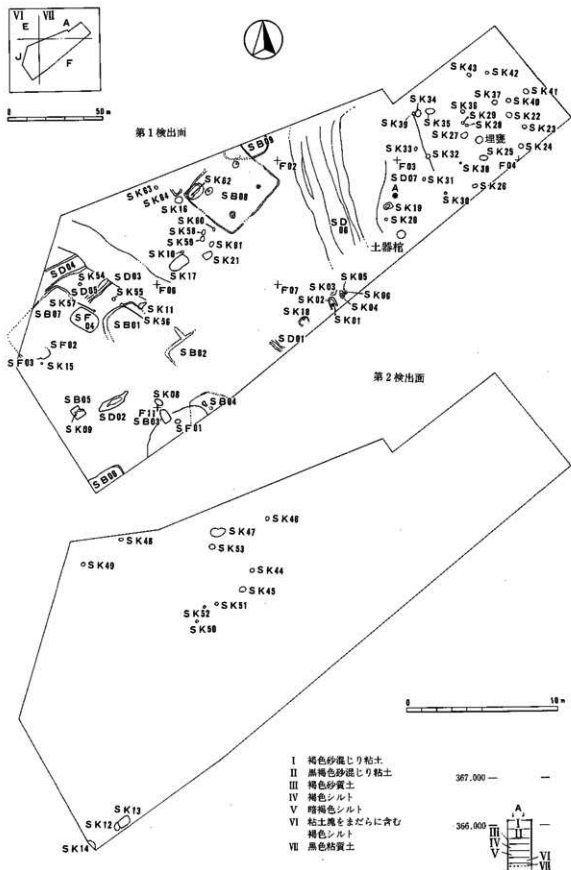 VI VII
E A
J F
0 50m
第1検出面
SK43 SK42
SK41
SK37 SK40
SK34 SK36
SK22
SK35 SK29
SK39 SK28 SK23
SK27 埋甕
SK24
SK33 SK25
SK32 SK38 F04
F03
SD07 SK31 SK26
A SK30
SK19
SK20
土器棺
SB09
F02
SK63 SK62
SK64 SB08
SK16
SK60
SK58
SK59 SK61
SK10 SK21
SK17
SD06
SD04
SK54 SD03
SD05 SK55 F06
SK57 SK11
SB07 SF04 SB01 SK56
SF02
SB02
SF03 SK15
F07 SK03 SK05
SK02 SK06
SK18 SK04
SK01
SD01
SB05 SK08
SD02 F11 SB04
SK09 SB03
SF01
SB06
第2検出面
SK46
SK48 SK47
SK53
SK49 SK44
SK45
SK52 SK51
SK50
SK13
SK12
SK14
0 10m
I 褐色砂混じり粘土
II 黒褐色砂混じり粘土
III 褐色砂質土
IV 褐色シルト
V 暗褐色シルト
VI 粘土塊をまだらに含む
褐色シルト
VII 黒色粘質土
367.000
366.000
A
I
II
III
IV
V
VI
VII